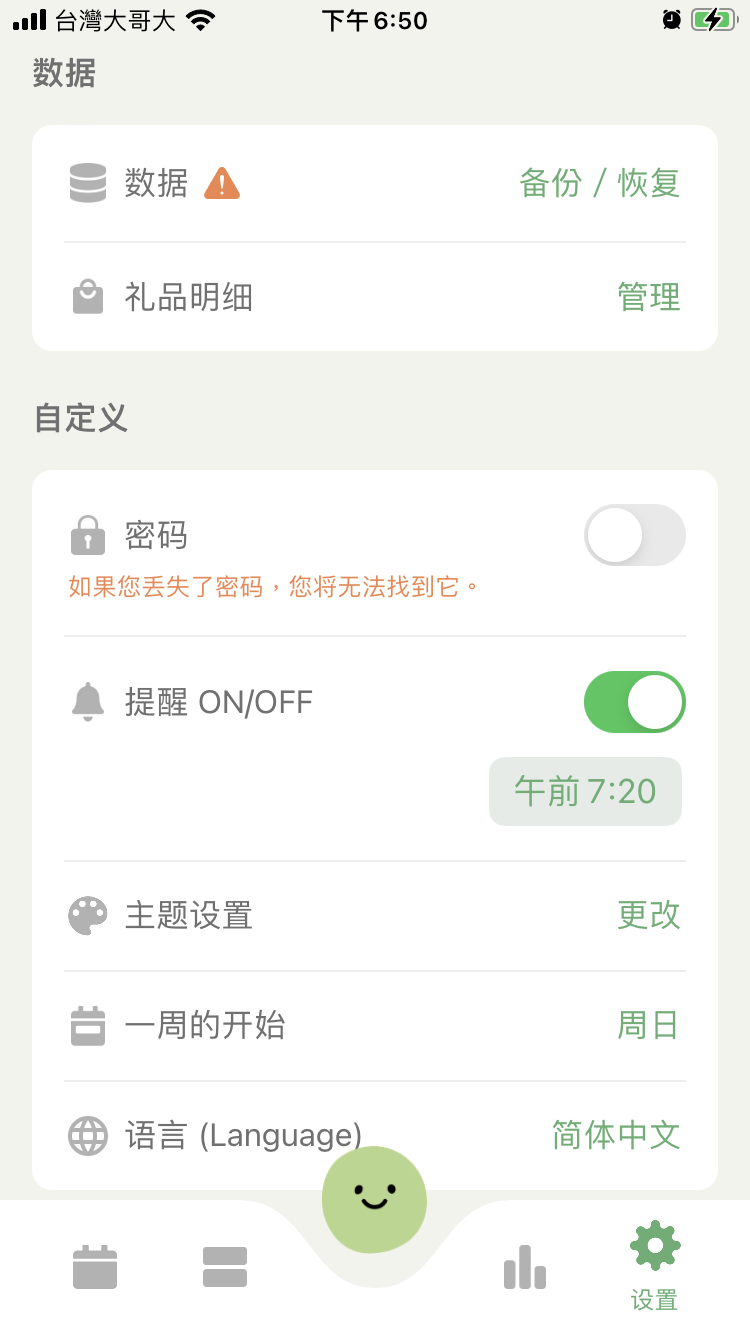 台灣大哥大 下午6:50
数据
数据 备份 / 恢复
礼品明细 管理
自定义
密码
如果您丢失了密码，您将无法找到它。
提醒 ON/OFF
午前 7:20
主题设置 更改
一周的开始 周日
语言 (Language) 简体中文
设置